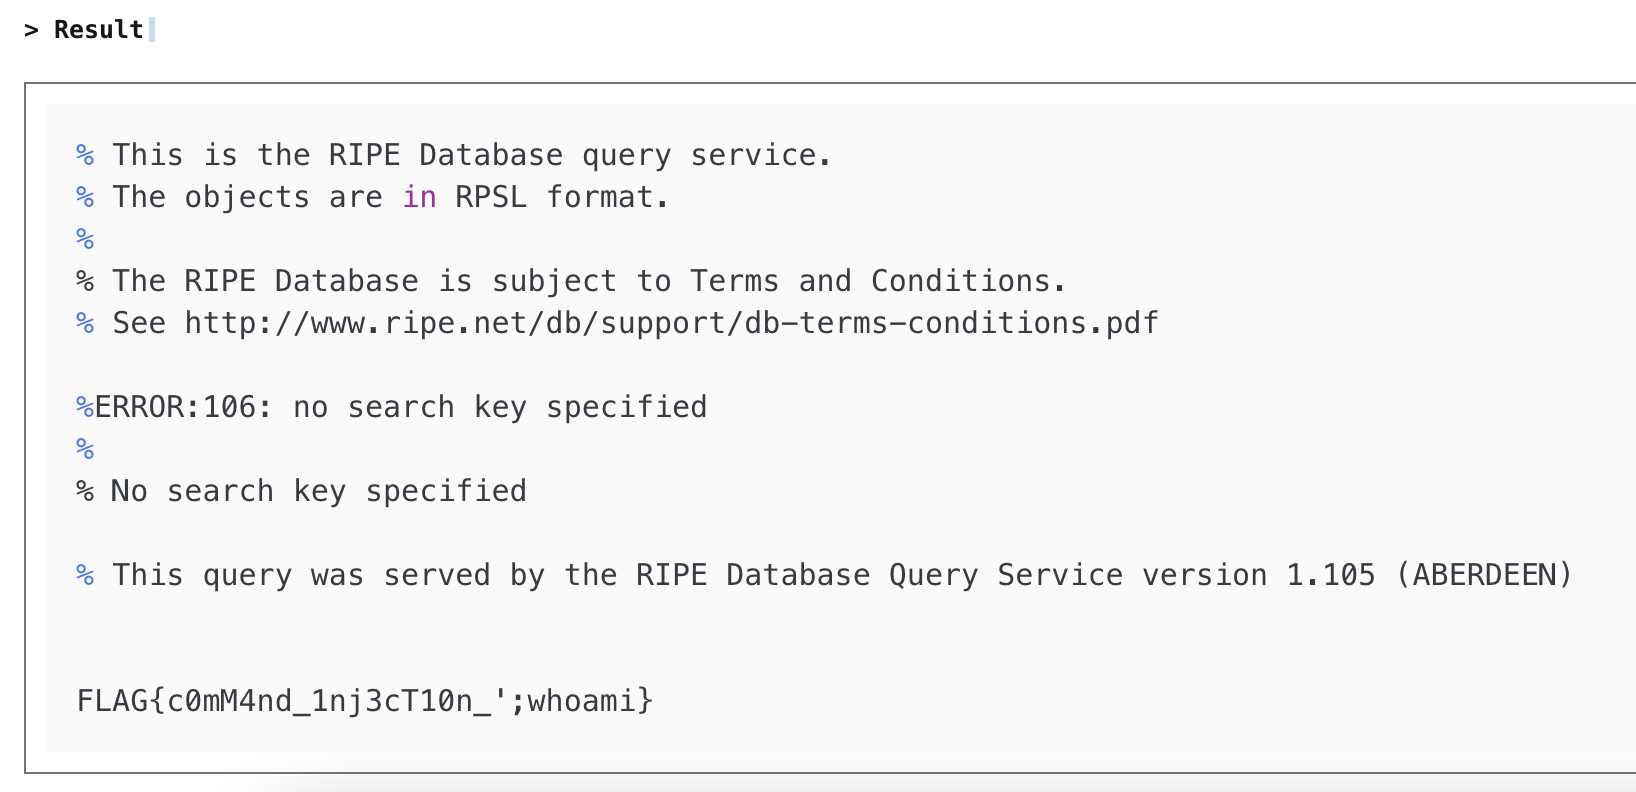 > Result
% This is the RIPE Database query service.
% The objects are in RPSL format.
%
% The RIPE Database is subject to Terms and Conditions.
% See http://www.ripe.net/db/support/db-terms-conditions.pdf
%ERROR:106: no search key specified
%
% No search key specified
% This query was served by the RIPE Database Query Service version 1.105 (ABERDEEN)
FLAG{c0mM4nd_1nj3cT10n_';whoami}